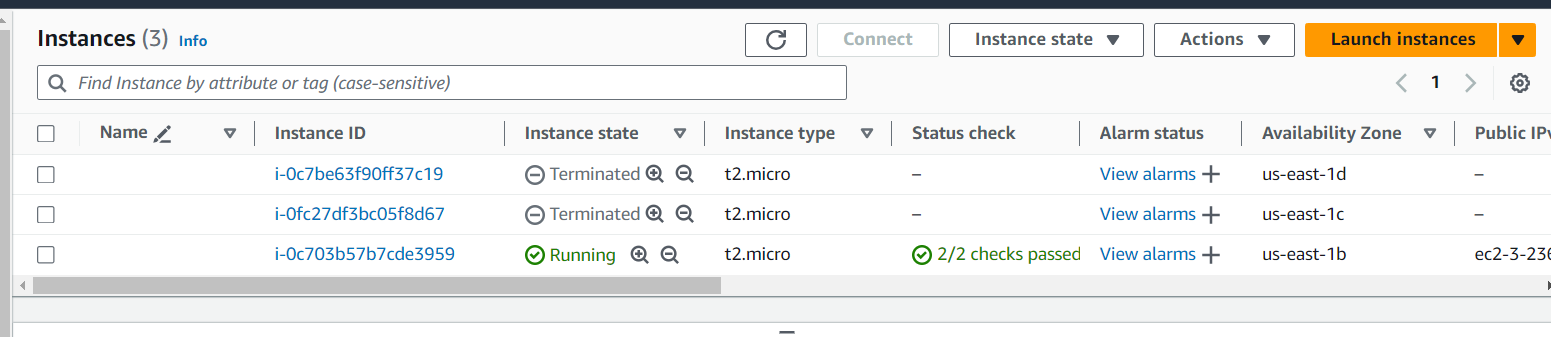 Instances (3) Info Connect Instance state Actions Launch instances
Find Instance by attribute or tag (case-sensitive) 1
Name Instance ID Instance state Instance type Status check Alarm status Availability Zone Public IPv
i-0c7be63f90ff37c19 Terminated t2.micro – View alarms + us-east-1d –
i-0fc27df3bc05f8d67 Terminated t2.micro – View alarms + us-east-1c –
i-0c703b57b7cde3959 Running t2.micro 2/2 checks passed View alarms + us-east-1b ec2-3-236